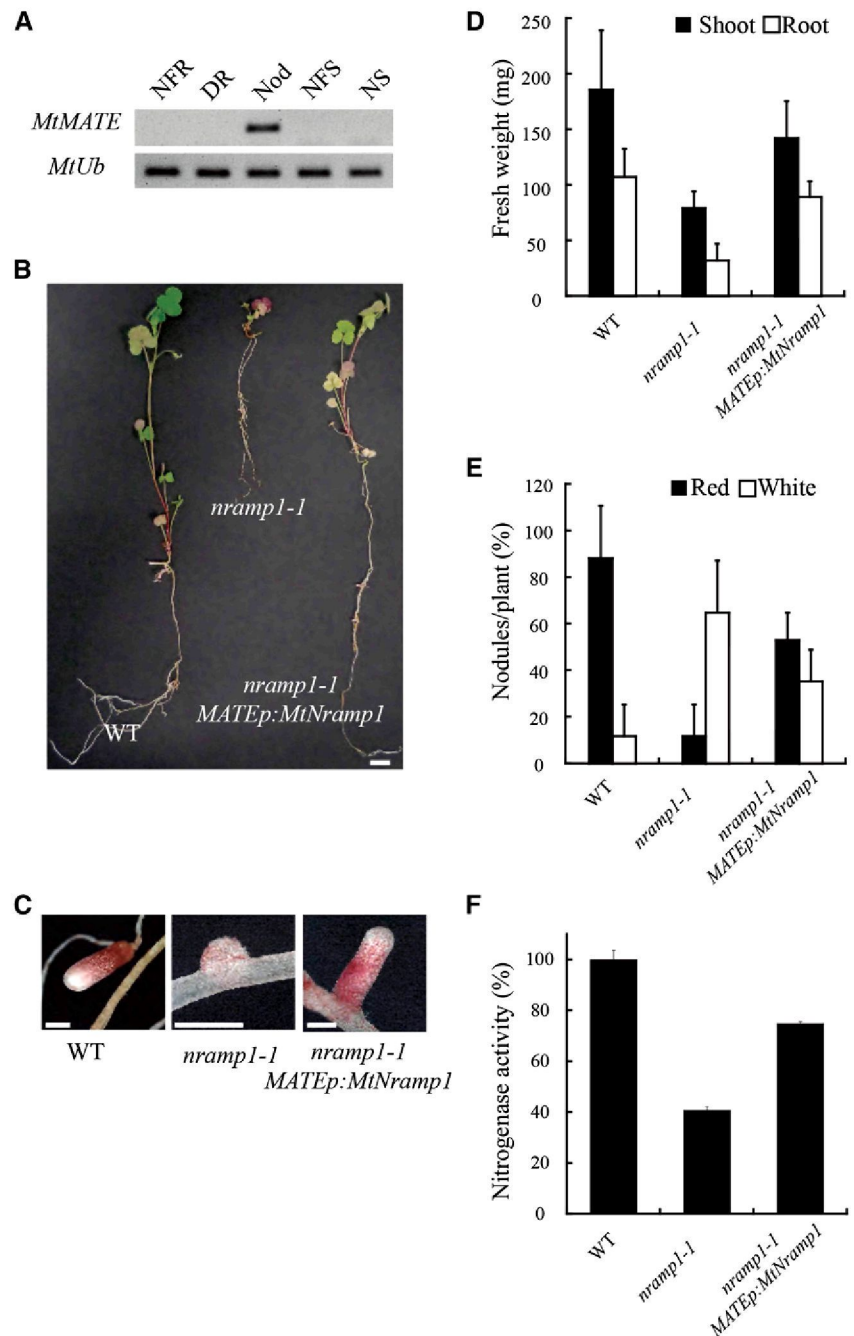 A
NFR DR Nod NFS NS
MtMATE
MtUb
B
nramp1-1
nramp1-1
MATEp:MtNramp1
WT
C
WT
nramp1-1
nramp1-1
MATEp:MtNramp1
D
Shoot Root
Fresh weight (mg)
250
200
150
100
50
0
WT
nramp1-1
nramp1-1
MATEp:MtNramp1
E
Red White
Nodules/plant (%)
120
100
80
60
40
20
0
WT
nramp1-1
nramp1-1
MATEp:MtNramp1
F
Nitrogenase activity (%)
100
80
60
40
20
0
WT
nramp1-1
nramp1-1
MATEp:MtNramp1